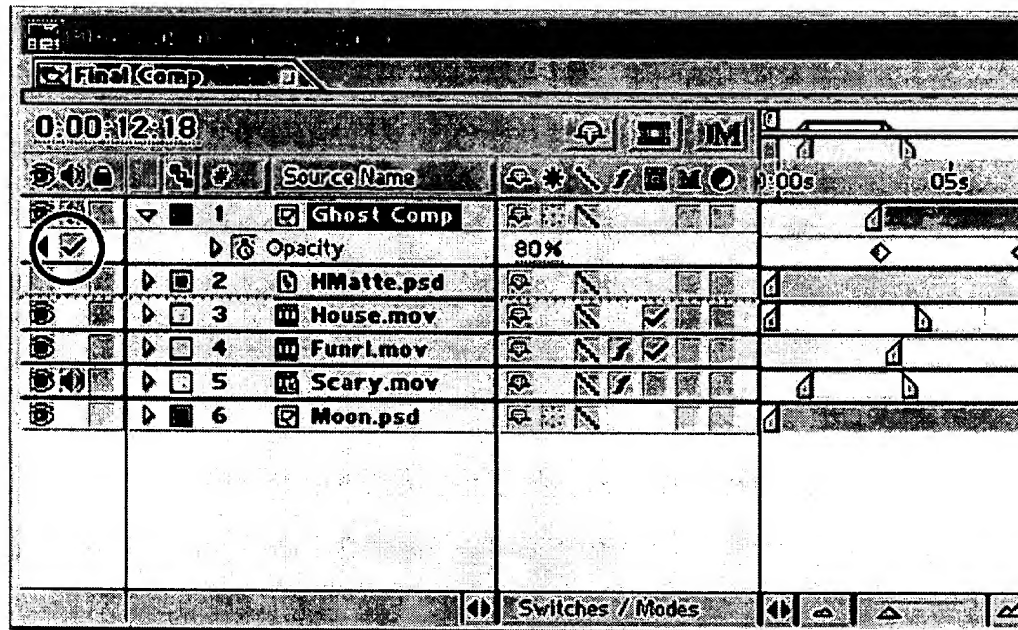 Final Comp
0:00:12:18 M
# Source Name M :00s 05s
1 Ghost Comp
Opacity 80%
2 HMatte.psd
3 House.mov
4 Funrl.mov
5 Scary.mov
6 Moon.psd
Switches / Modes